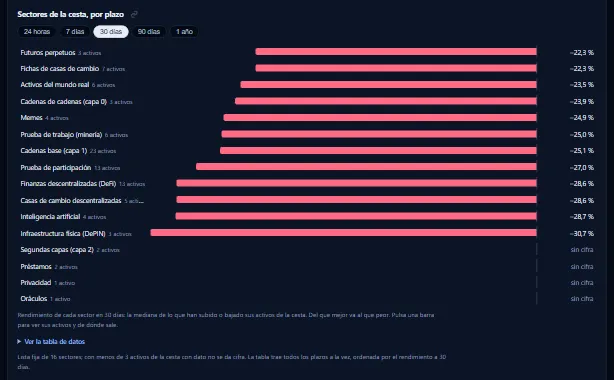 Sectores de la cesta, por plazo
24 horas 7 días 30 días 90 días 1 año
Futuros perpetuos 3 activos −22,3 %
Fichas de casas de cambio 7 activos −22,3 %
Activos del mundo real 6 activos −23,5 %
Cadenas de cadenas (capa 0) 3 activos −23,9 %
Memes 4 activos −24,9 %
Prueba de trabajo (minería) 6 activos −25,0 %
Cadenas base (capa 1) 23 activos −25,1 %
Prueba de participación 13 activos −27,0 %
Finanzas descentralizadas (DeFi) 13 activos −28,6 %
Casas de cambio descentralizadas 5 acti... −28,6 %
Inteligencia artificial 4 activos −28,7 %
Infraestructura física (DePIN) 3 activos −30,7 %
Segundas capas (capa 2) 2 activos sin cifra
Préstamos 2 activos sin cifra
Privacidad 1 activo sin cifra
Oráculos 1 activo sin cifra
Rendimiento de cada sector en 30 días: la mediana de lo que han subido o bajado sus activos de la cesta. Del que mejor va al que peor. Pulsa una barra
para ver sus activos y de dónde sale.
Ver la tabla de datos
Lista fija de 16 sectores; con menos de 3 activos de la cesta con dato no se da cifra. La tabla trae todos los plazos a la vez, ordenada por el rendimiento a 30
días.